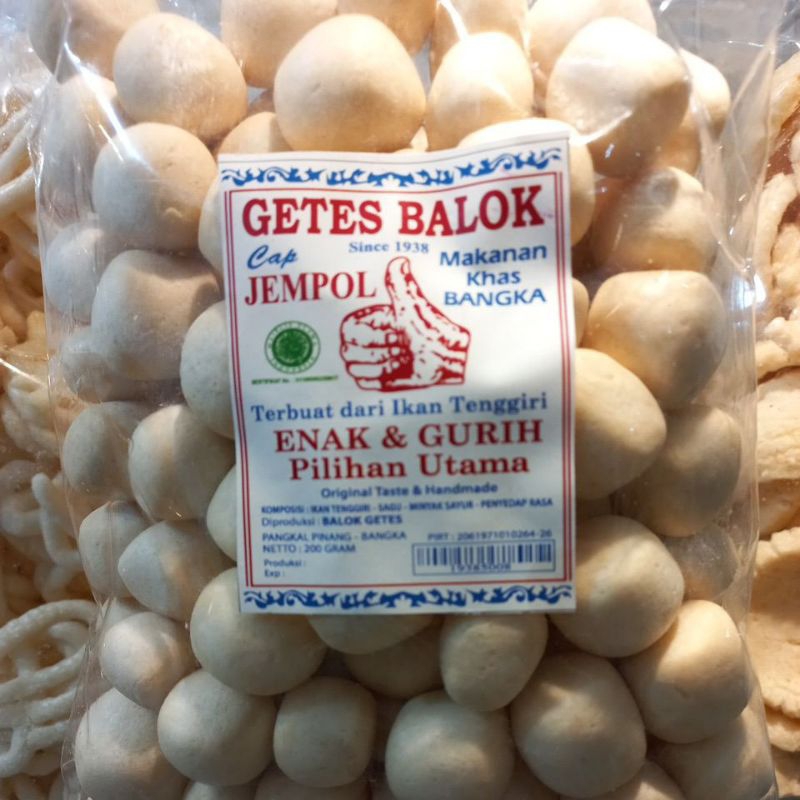 GETES BALOK
Since 1938
Cap
JEMPOL
Makanan
Khas
BANGKA
Terbuat dari Ikan Tenggiri
ENAK & GURIH
Pilihan Utama
Original Taste & Handmade
KOMPOSISI : IKAN TENGGIRI - SAGU - MINYAK SAYUR - PENYEDAP RASA
Diproduksi : BALOK GETES
PANGKAL PINANG - BANGKA
NETTO : 200 GRAM
Produksi :
Exp :
PIRT : 2061971010264-26
19385008